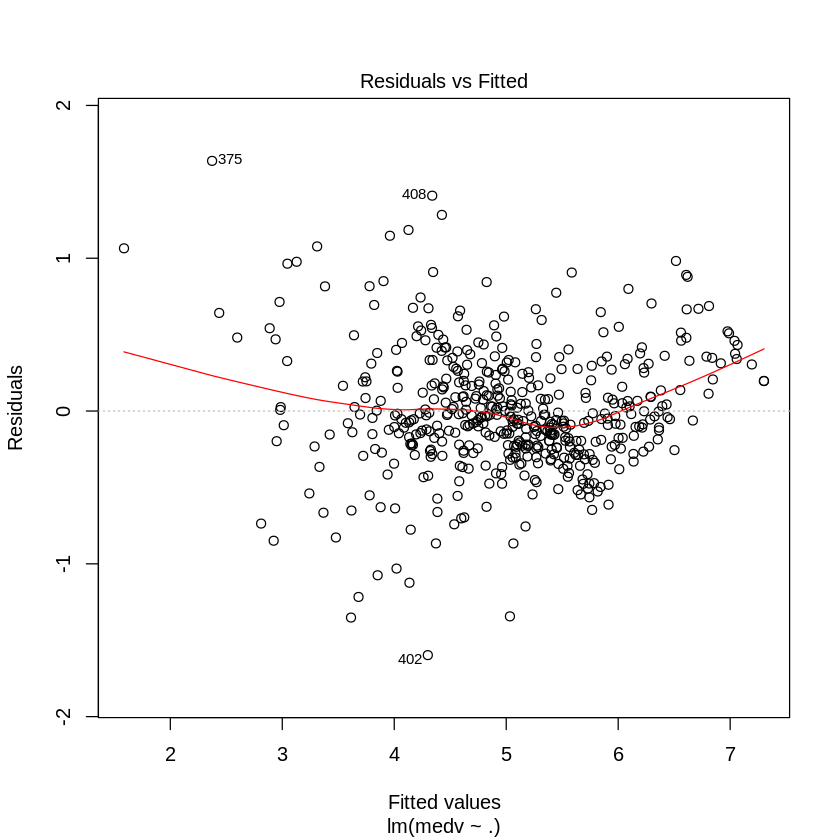 Residuals vs Fitted
Residuals
2
1
0
-1
-2
375
408
402
2 3 4 5 6 7
Fitted values
lm(medv ~ .)